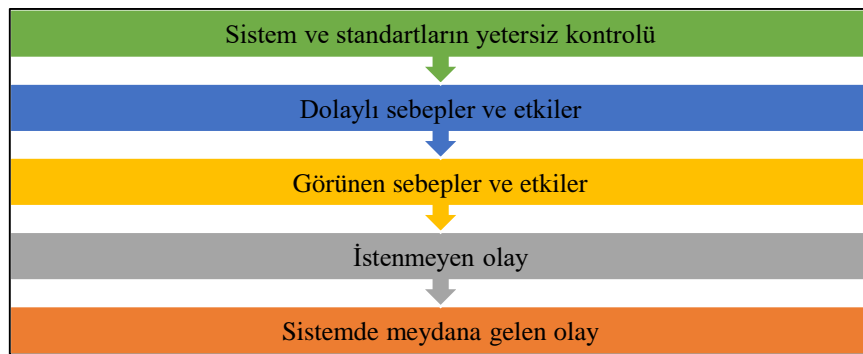 Sistem ve standartların yetersiz kontrolü
Dolaylı sebepler ve etkiler
Görünen sebepler ve etkiler
İstenmeyen olay
Sistemde meydana gelen olay